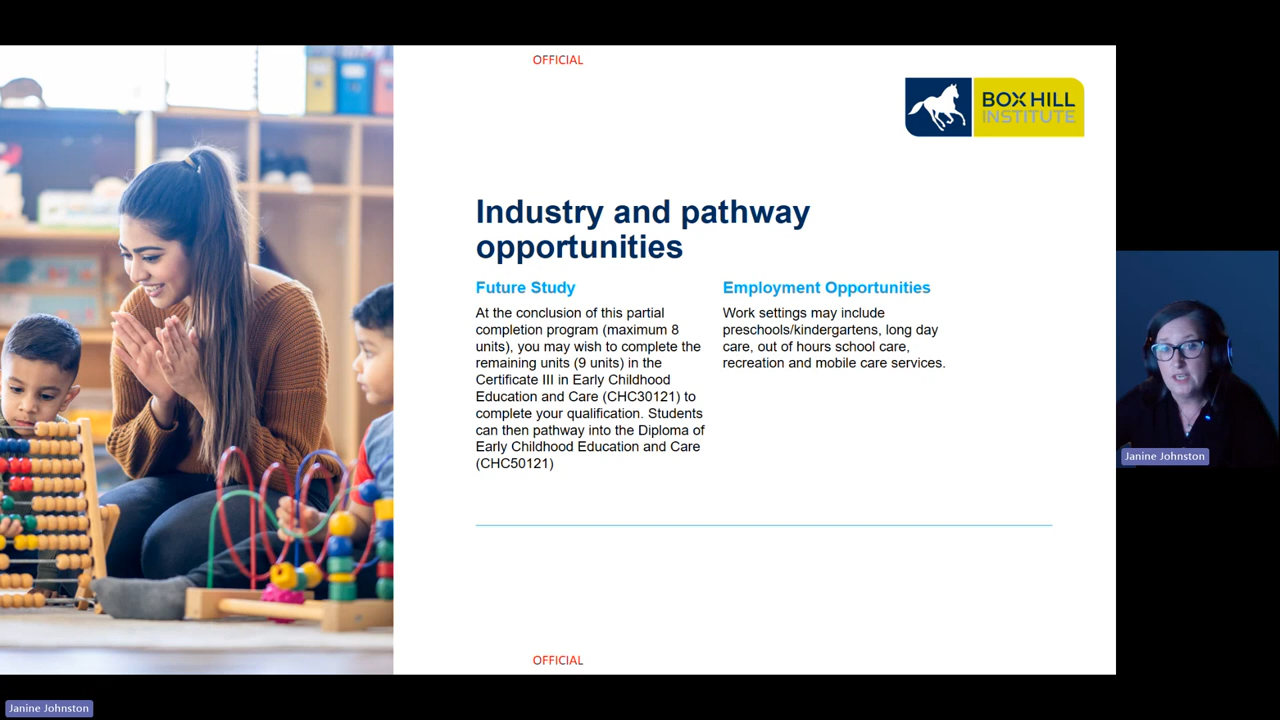 OFFICIAL
BOX HILL
INSTITUTE
Industry and pathway
opportunities
Future Study
At the conclusion of this partial
completion program (maximum 8
units), you may wish to complete the
remaining units (9 units) in the
Certificate III in Early Childhood
Education and Care (CHC30121) to
complete your qualification. Students
can then pathway into the Diploma of
Early Childhood Education and Care
(CHC50121)
Employment Opportunities
Work settings may include
preschools/kindergartens, long day
care, out of hours school care,
recreation and mobile care services.
Janine Johnston
OFFICIAL
Janine Johnston